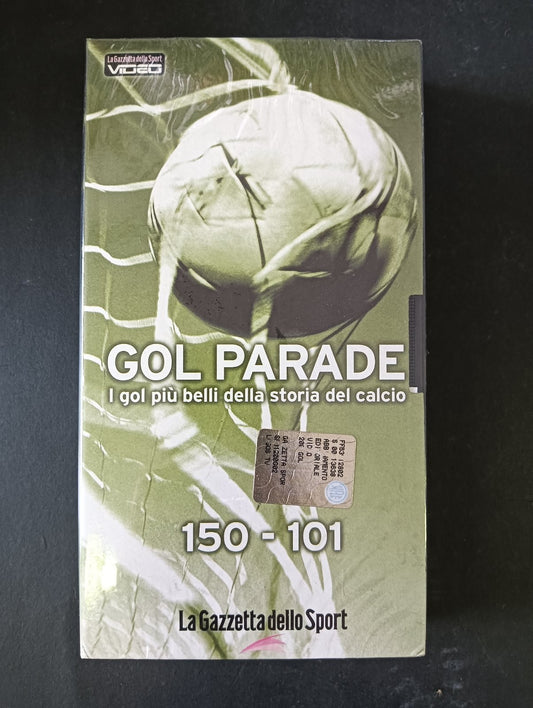 La Gazzetta dello Sport
VIDEO
GOL PARADE
I gol più belli della storia del calcio
150 - 101
La Gazzetta dello Sport